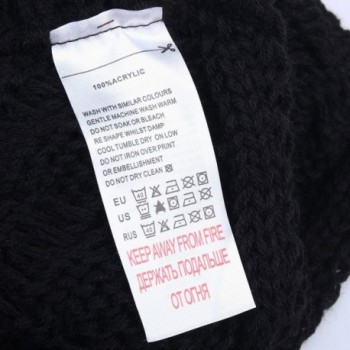 100%ACRYLIC
WASH WITH SIMILAR COLOURS
GENTLE MACHINE WASH WARM
DO NOT SOAK OR BLEACH
RE SHAPE WHILST DAMP
COOL TUMBLE DRY ON LOW
DO NOT IRON OVER PRINT
OR EMBELLISHMENT
DO NOT DRY CLEAN
EU 40
US
RUS 40
KEEP AWAY FROM FIRE
ДЕРЖАТЬ ПОДАЛЬШЕ
ОТ ОГНЯ